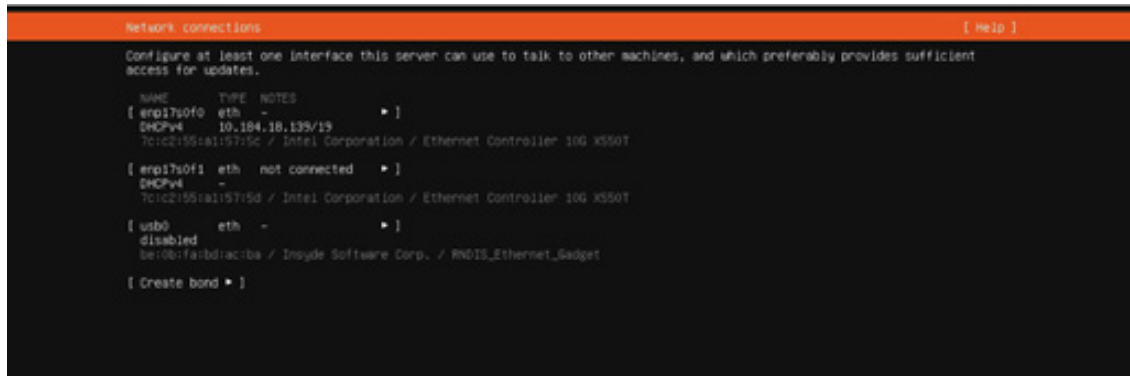 Network connections [ Help ]
Configure at least one interface this server can use to talk to other machines, and which preferably provides sufficient
access for updates.
NAME TYPE NOTES
[ enp17s0f0 eth - ▸ ]
DHCPv4 10.184.18.139/19
7c:c2:55:a1:57:5c / Intel Corporation / Ethernet Controller 10G X550T
[ enp17s0f1 eth not connected ▸ ]
DHCPv4 -
7c:c2:55:a1:57:5d / Intel Corporation / Ethernet Controller 10G X550T
[ usb0 eth - ▸ ]
disabled
be:0b:fa:bd:ac:ba / Insyde Software Corp. / RNDIS_Ethernet_Gadget
[ Create bond ▸ ]